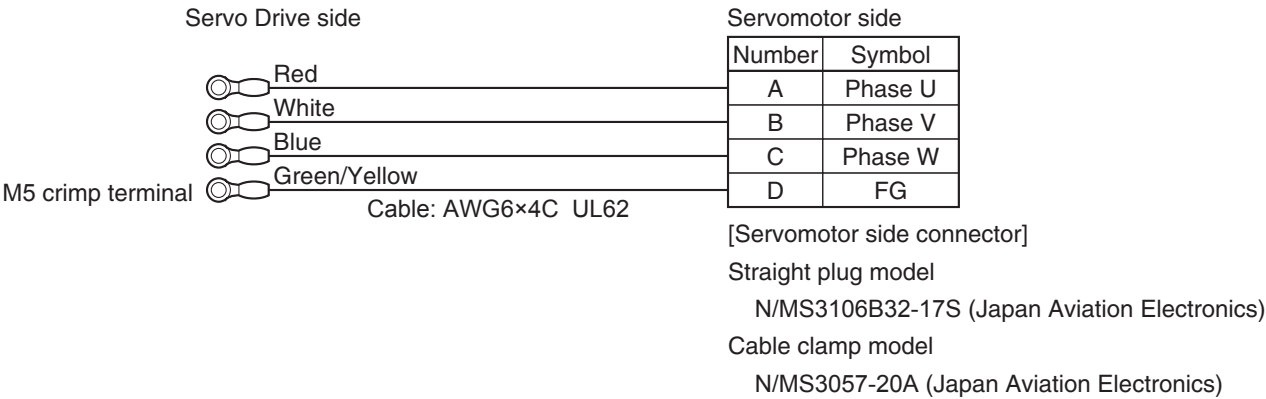 Servo Drive side
Servomotor side
Number Symbol
Red
A Phase U
White
B Phase V
Blue
C Phase W
Green/Yellow
M5 crimp terminal
D FG
Cable: AWG6×4C UL62
[Servomotor side connector]
Straight plug model
N/MS3106B32-17S (Japan Aviation Electronics)
Cable clamp model
N/MS3057-20A (Japan Aviation Electronics)